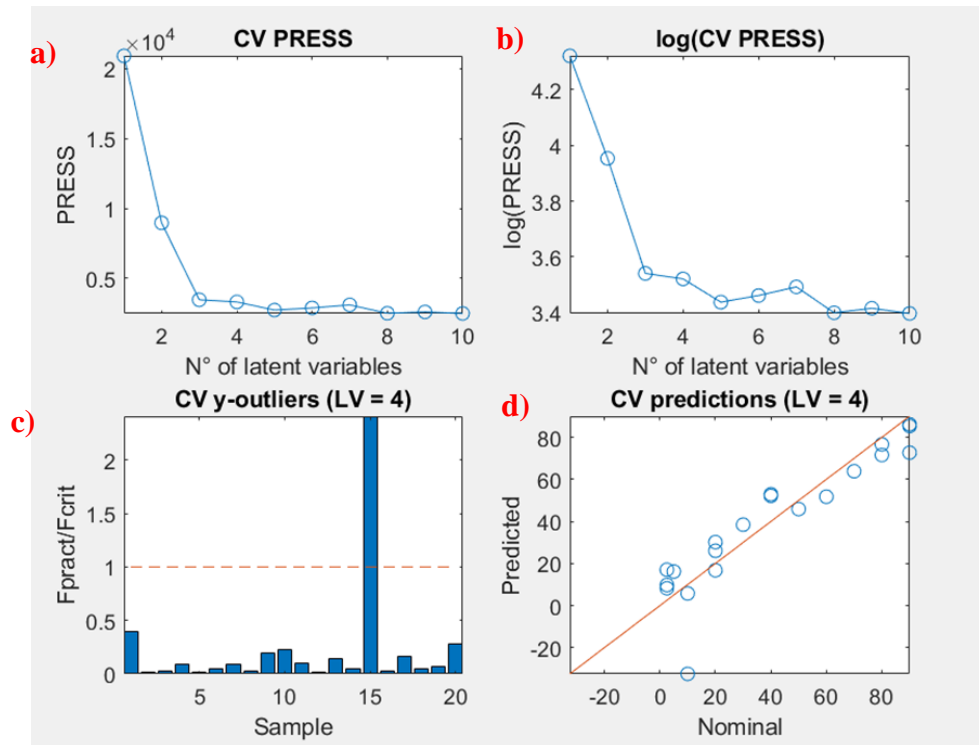 a)
×10⁴
CV PRESS
2
1.5
1
0.5
PRESS
2
4
6
8
10
N° of latent variables
b)
log(CV PRESS)
4.2
4
3.8
3.6
3.4
log(PRESS)
2
4
6
8
10
N° of latent variables
c)
CV y-outliers (LV = 4)
2
1.5
1
0.5
0
Fpract/Fcrit
5
10
15
20
Sample
d)
CV predictions (LV = 4)
80
60
40
20
0
-20
Predicted
-20
0
20
40
60
80
Nominal